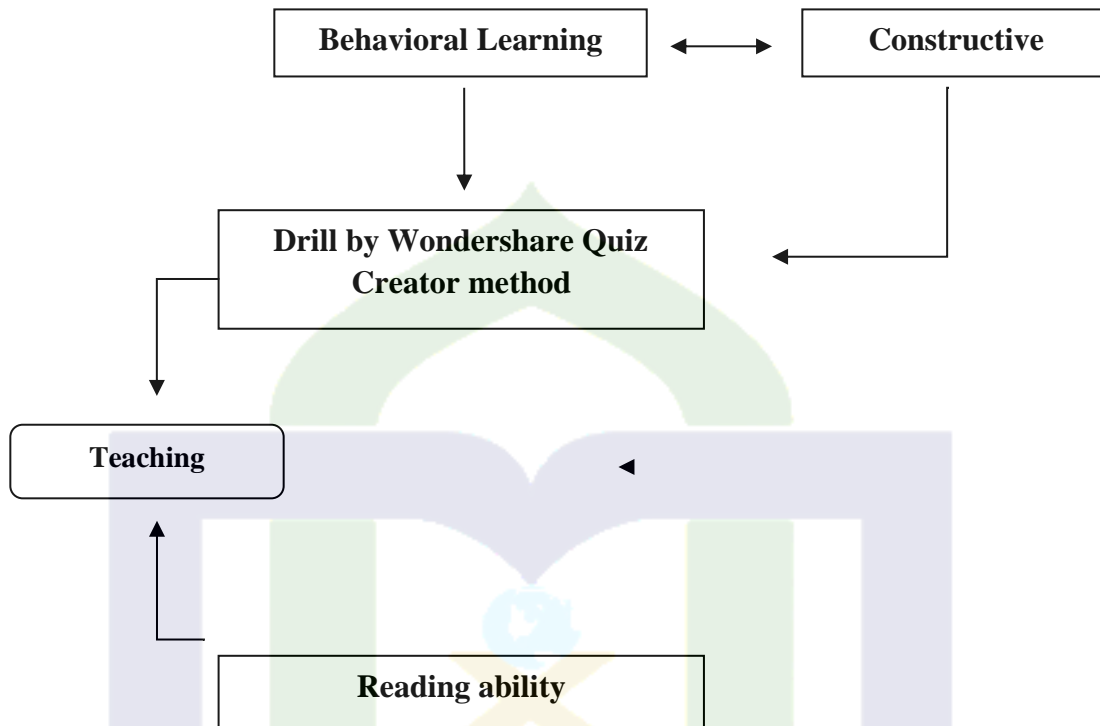 Behavioral Learning
Constructive
Drill by Wondershare Quiz
Creator method
Teaching
Reading ability